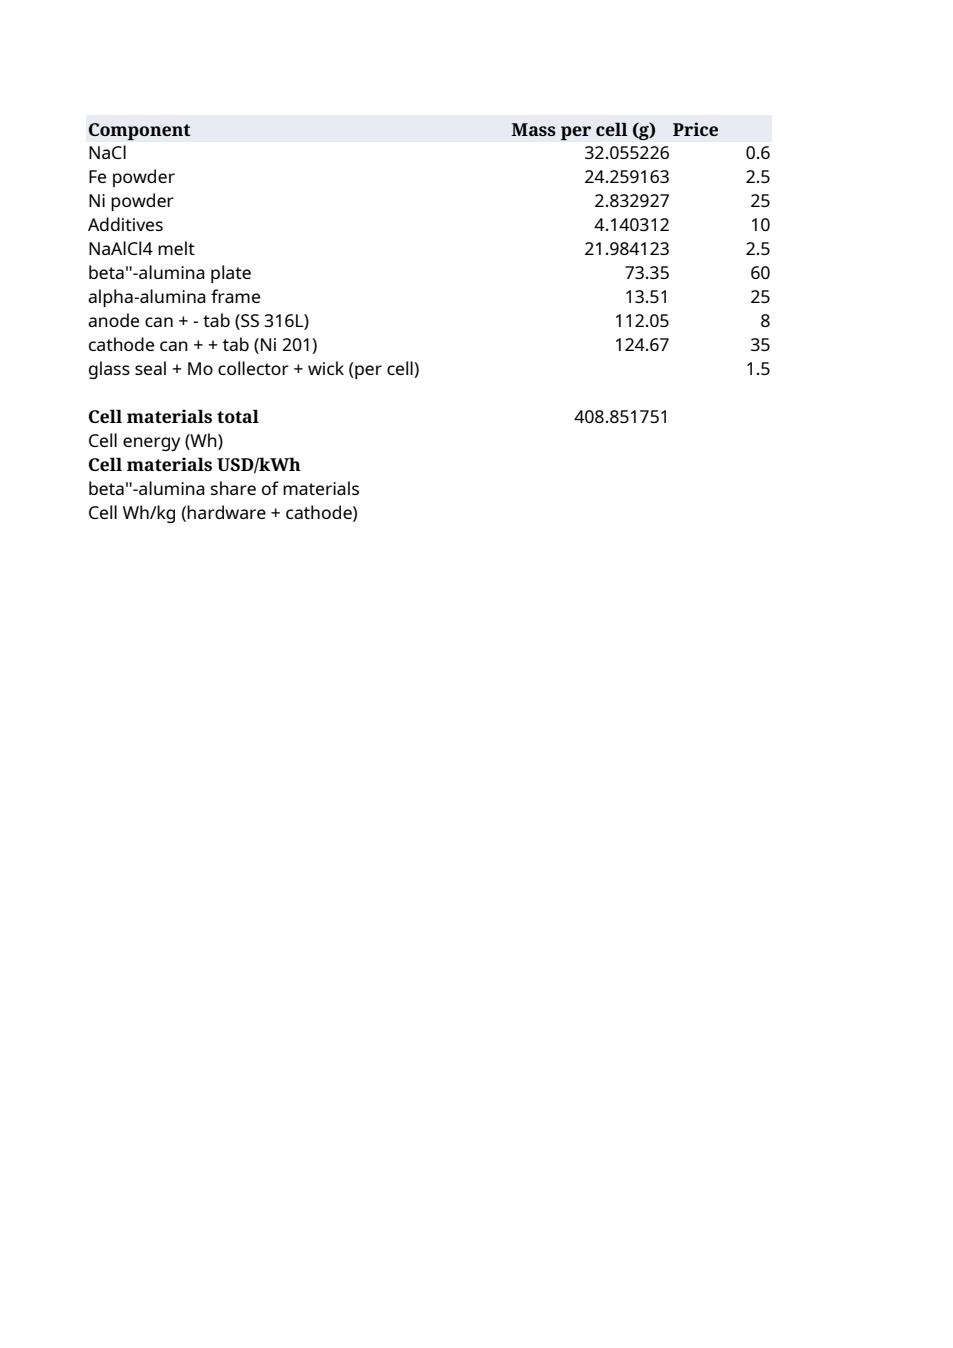 Component Mass per cell (g) Price
NaCl 32.055226 0.6
Fe powder 24.259163 2.5
Ni powder 2.832927 25
Additives 4.140312 10
NaAlCl4 melt 21.984123 2.5
beta"-alumina plate 73.35 60
alpha-alumina frame 13.51 25
anode can + - tab (SS 316L) 112.05 8
cathode can + + tab (Ni 201) 124.67 35
glass seal + Mo collector + wick (per cell) 1.5
Cell materials total 408.851751
Cell energy (Wh)
Cell materials USD/kWh
beta"-alumina share of materials
Cell Wh/kg (hardware + cathode)